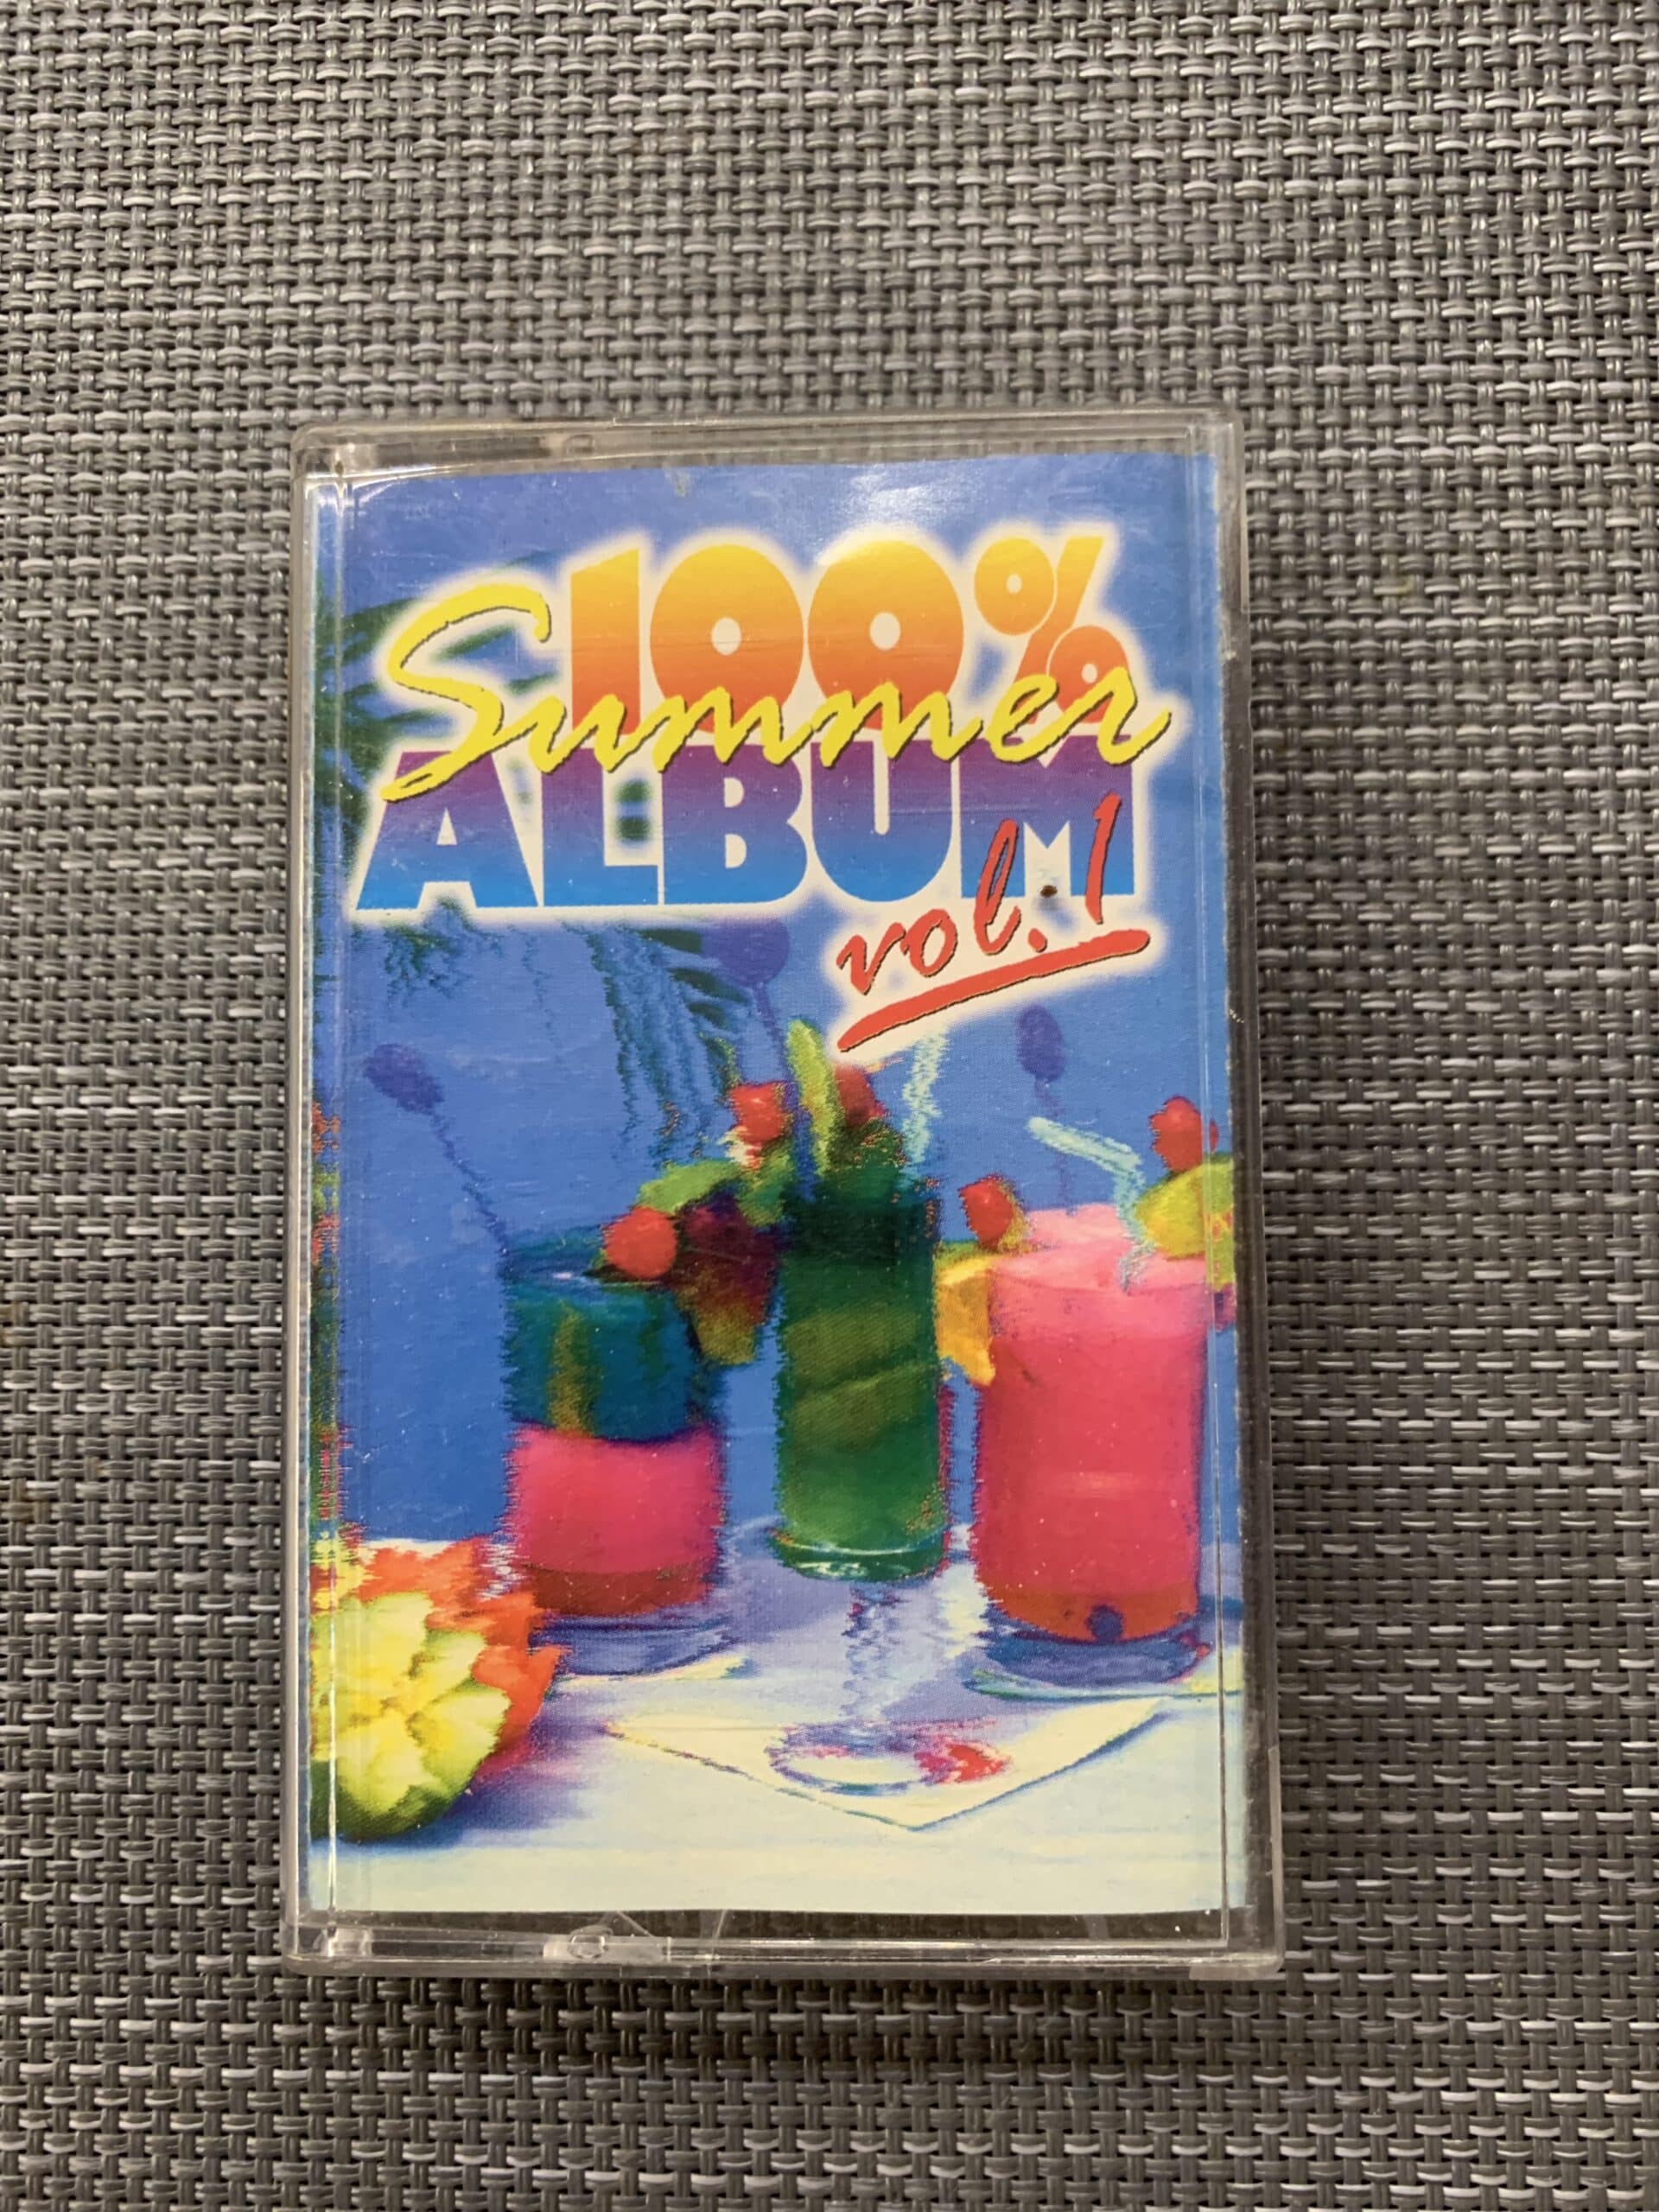 100%
Summer
ALBUM
vol. 1